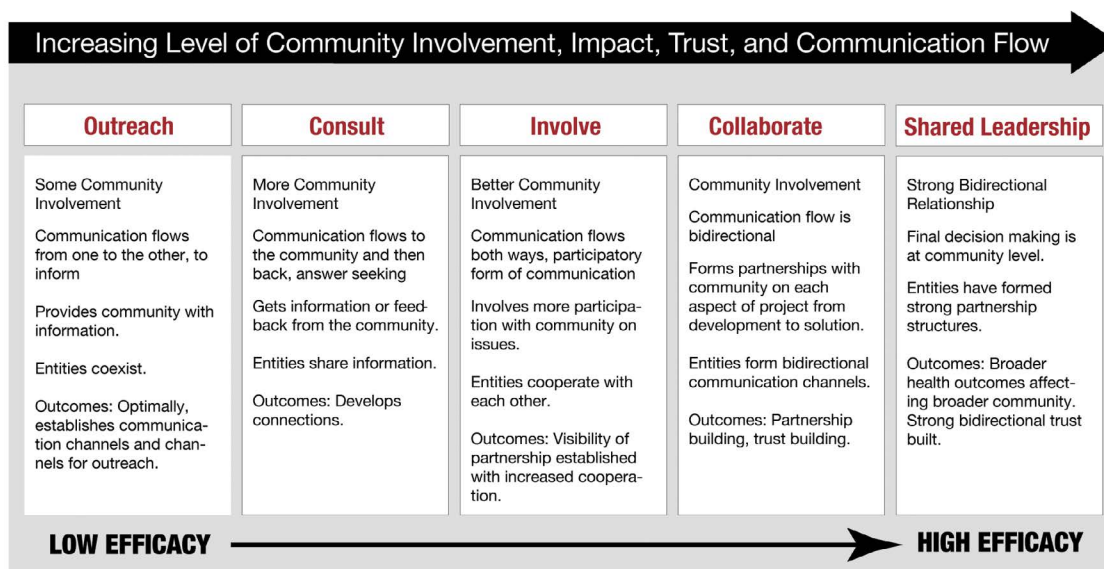 Increasing Level of Community Involvement, Impact, Trust, and Communication Flow
Outreach
Some Community
Involvement
Communication flows
from one to the other, to
inform
Provides community with
information.
Entities coexist.
Outcomes: Optimally,
establishes communica-
tion channels and chan-
nels for outreach.
Consult
More Community
Involvement
Communication flows to
the community and then
back, answer seeking
Gets information or feed-
back from the community.
Entities share information.
Outcomes: Develops
connections.
Involve
Better Community
Involvement
Communication flows
both ways, participatory
form of communication
Involves more participa-
tion with community on
issues.
Entities cooperate with
each other.
Outcomes: Visibility of
partnership established
with increased coopera-
tion.
Collaborate
Community Involvement
Communication flow is
bidirectional
Forms partnerships with
community on each
aspect of project from
development to solution.
Entities form bidirectional
communication channels.
Outcomes: Partnership
building, trust building.
Shared Leadership
Strong Bidirectional
Relationship
Final decision making is
at community level.
Entities have formed
strong partnership
structures.
Outcomes: Broader
health outcomes affect-
ing broader community.
Strong bidirectional trust
built.
LOW EFFICACY
HIGH EFFICACY